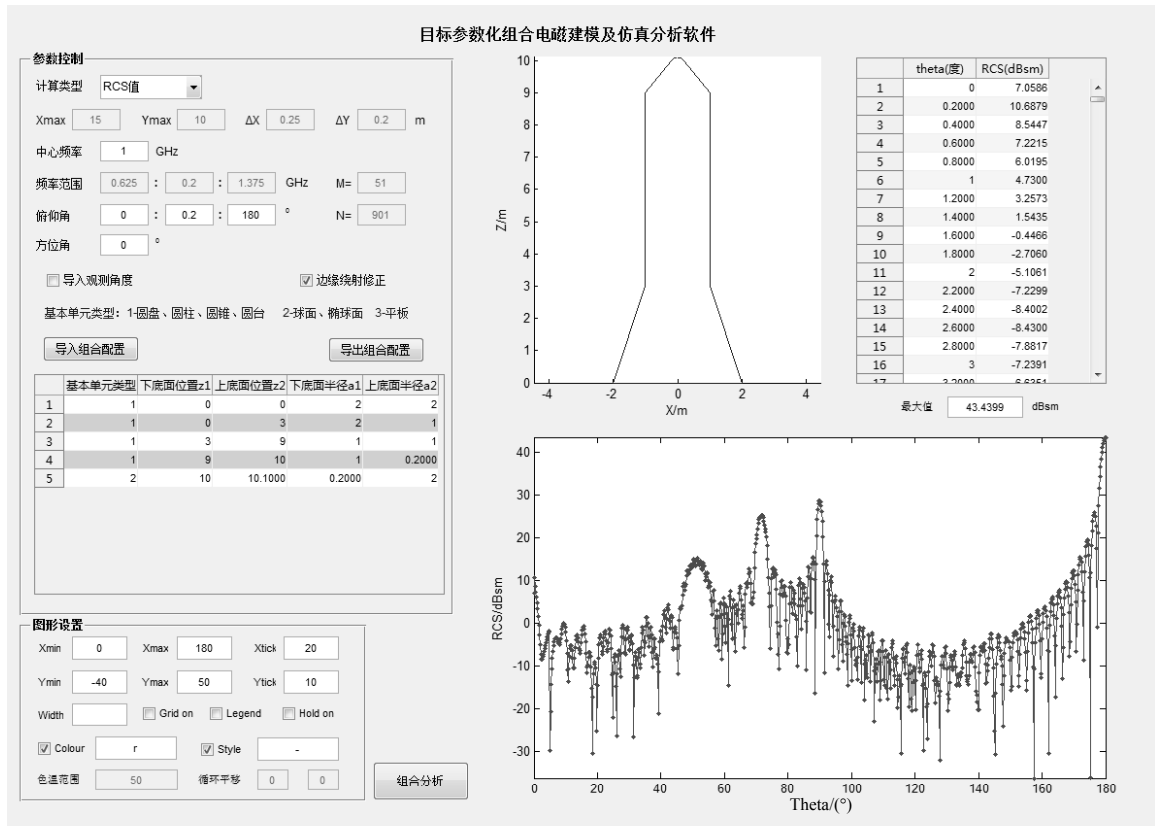 目标参数化组合电磁建模及仿真分析软件
参数控制
计算类型 RCS值
Xmax 15 Ymax 10 ΔX 0.25 ΔY 0.2 m
中心频率 1 GHz
频率范围 0.625 : 0.2 : 1.375 GHz M= 51
俯仰角 0 : 0.2 : 180 ° N= 901
方位角 0 °
导入观测角度 边缘绕射修正
基本单元类型：1-圆盘、圆柱、圆锥、圆台 2-球面、椭球面 3-平板
导入组合配置 导出组合配置
基本单元类型 下底面位置z1 上底面位置z2 下底面半径a1 上底面半径a2
1 1 0 0 2 2
2 1 0 3 2 1
3 1 3 9 1 1
4 1 9 10 1 0.2000
5 2 10 10.1000 0.2000 2
图形设置
Xmin 0 Xmax 180 Xtick 20
Ymin -40 Ymax 50 Ytick 10
Width Grid on Legend Hold on
Colour r Style -
色温范围 50 循环平移 0 0
组合分析
10
9
8
7
6
5
4
3
2
1
0
Z/m
-4 -2 0 2 4
X/m
theta(度) RCS(dBsm)
1 0 7.0586
2 0.2000 10.6879
3 0.4000 8.5447
4 0.6000 7.2215
5 0.8000 6.0195
6 1 4.7300
7 1.2000 3.2573
8 1.4000 1.5435
9 1.6000 -0.4466
10 1.8000 -2.7060
11 2 -5.1061
12 2.2000 -7.2299
13 2.4000 -8.4002
14 2.6000 -8.4300
15 2.8000 -7.8817
16 3 -7.2391
17 3.2000 -6.6351
最大值 43.4399 dBsm
40
30
20
10
0
-10
-20
-30
RCS/dBsm
0 20 40 60 80 100 120 140 160 180
Theta/(°)